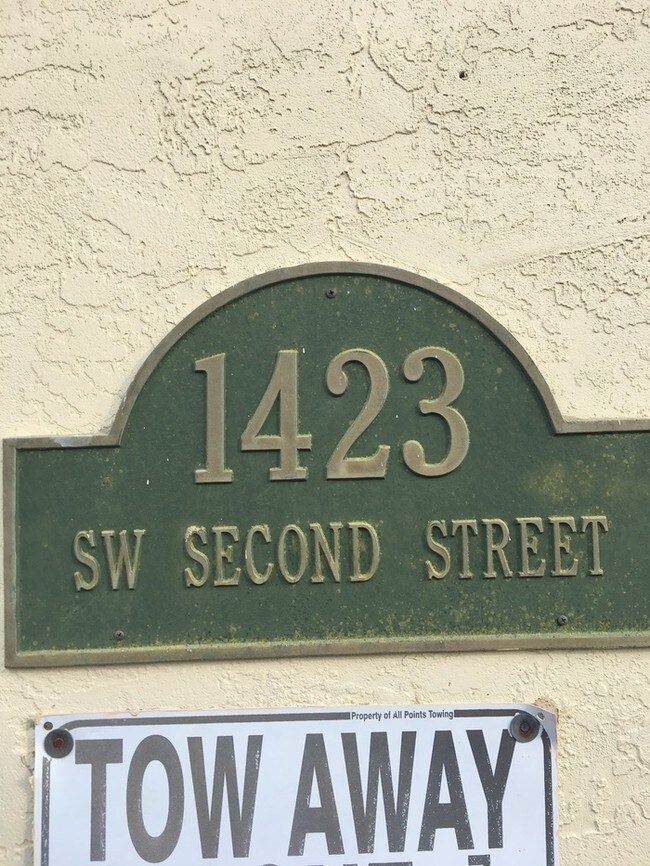 1423
SW SECOND STREET
Property of All Points Towing
TOW AWAY